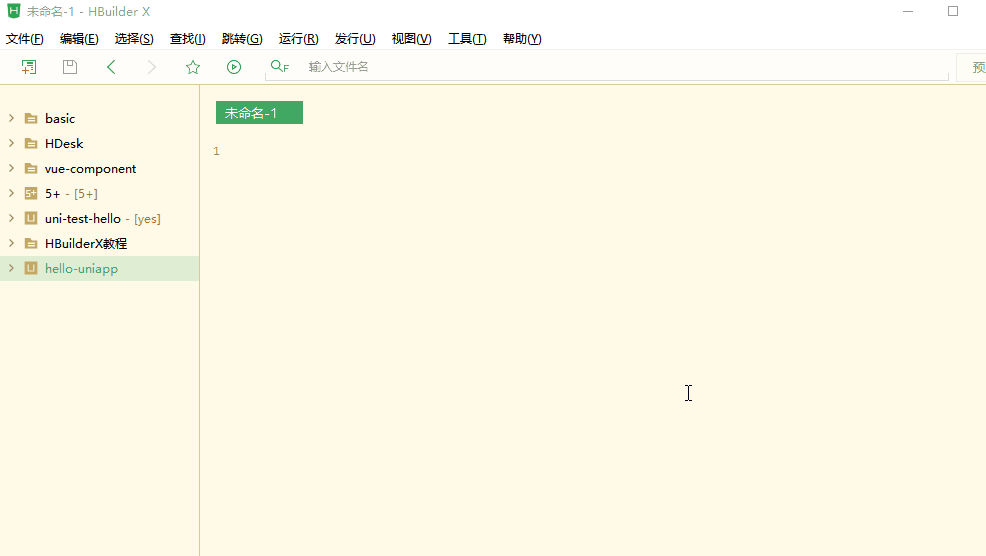 未命名-1 - HBuilder X
文件(F) 编辑(E) 选择(S) 查找(I) 跳转(G) 运行(R) 发行(U) 视图(V) 工具(T) 帮助(Y)
输入文件名 预
basic
HDesk
vue-component
5+ - [5+]
uni-test-hello - [yes]
HBuilderX教程
hello-uniapp
未命名-1
1